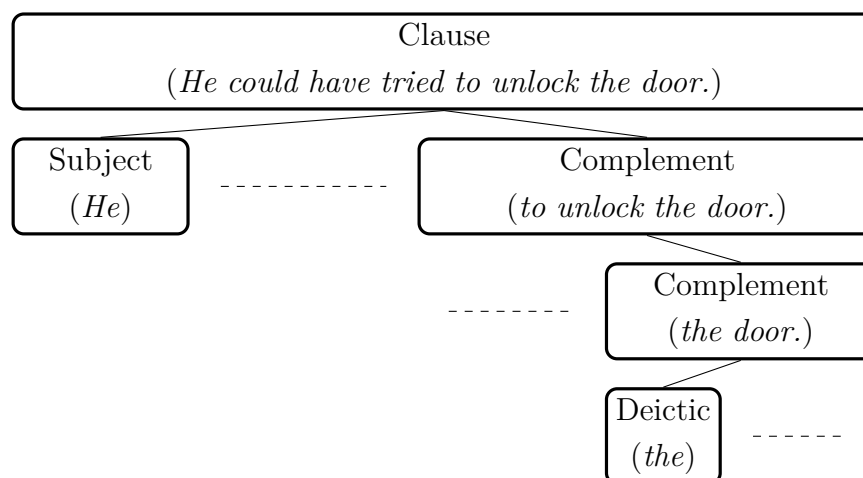 Clause
(He could have tried to unlock the door.)
Subject
(He)
Complement
(to unlock the door.)
Complement
(the door.)
Deictic
(the)